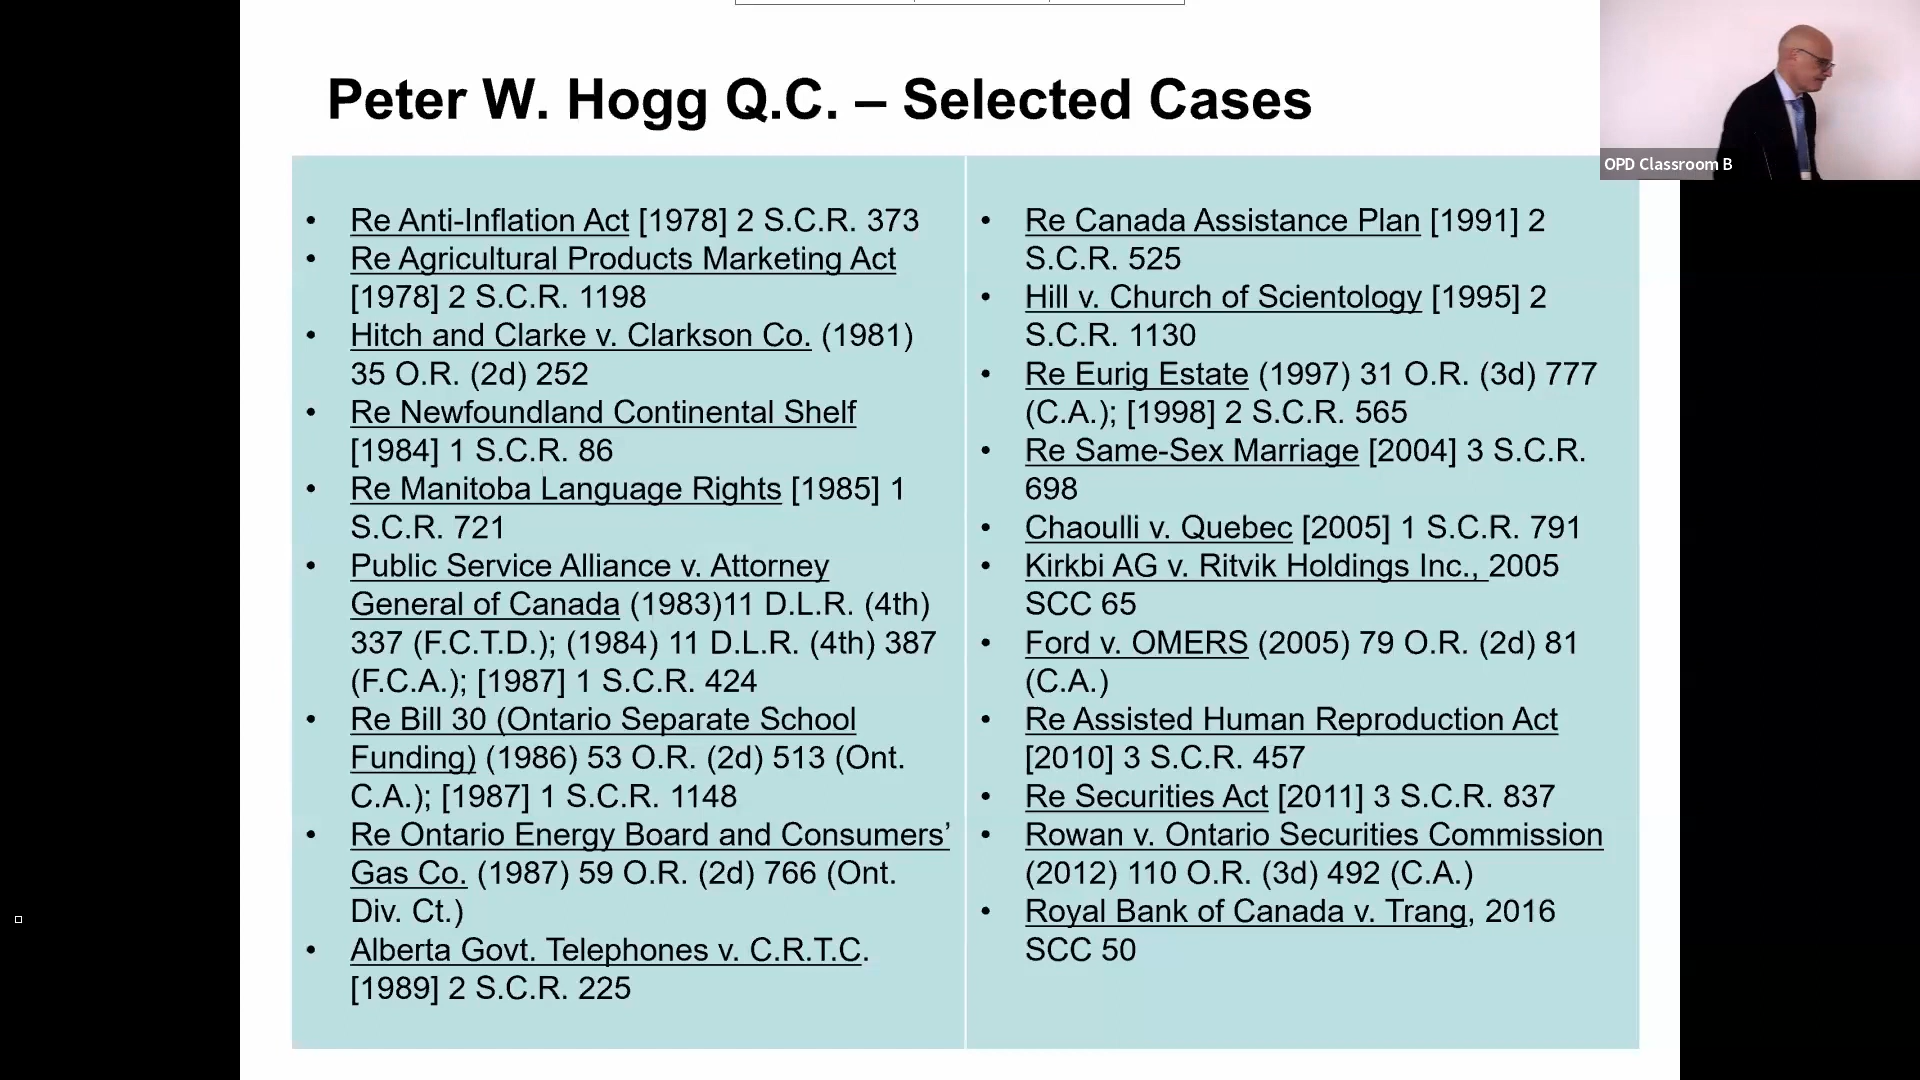 Peter W. Hogg Q.C. – Selected Cases
• Re Anti-Inflation Act [1978] 2 S.C.R. 373
• Re Agricultural Products Marketing Act
[1978] 2 S.C.R. 1198
• Hitch and Clarke v. Clarkson Co. (1981)
35 O.R. (2d) 252
• Re Newfoundland Continental Shelf
[1984] 1 S.C.R. 86
• Re Manitoba Language Rights [1985] 1
S.C.R. 721
• Public Service Alliance v. Attorney
General of Canada (1983)11 D.L.R. (4th)
337 (F.C.T.D.); (1984) 11 D.L.R. (4th) 387
(F.C.A.); [1987] 1 S.C.R. 424
• Re Bill 30 (Ontario Separate School
Funding) (1986) 53 O.R. (2d) 513 (Ont.
C.A.); [1987] 1 S.C.R. 1148
• Re Ontario Energy Board and Consumers’
Gas Co. (1987) 59 O.R. (2d) 766 (Ont.
Div. Ct.)
• Alberta Govt. Telephones v. C.R.T.C.
[1989] 2 S.C.R. 225
• Re Canada Assistance Plan [1991] 2
S.C.R. 525
• Hill v. Church of Scientology [1995] 2
S.C.R. 1130
• Re Eurig Estate (1997) 31 O.R. (3d) 777
(C.A.); [1998] 2 S.C.R. 565
• Re Same-Sex Marriage [2004] 3 S.C.R.
698
• Chaoulli v. Quebec [2005] 1 S.C.R. 791
• Kirkbi AG v. Ritvik Holdings Inc., 2005
SCC 65
• Ford v. OMERS (2005) 79 O.R. (2d) 81
(C.A.)
• Re Assisted Human Reproduction Act
[2010] 3 S.C.R. 457
• Re Securities Act [2011] 3 S.C.R. 837
• Rowan v. Ontario Securities Commission
(2012) 110 O.R. (3d) 492 (C.A.)
• Royal Bank of Canada v. Trang, 2016
SCC 50
OPD Classroom B